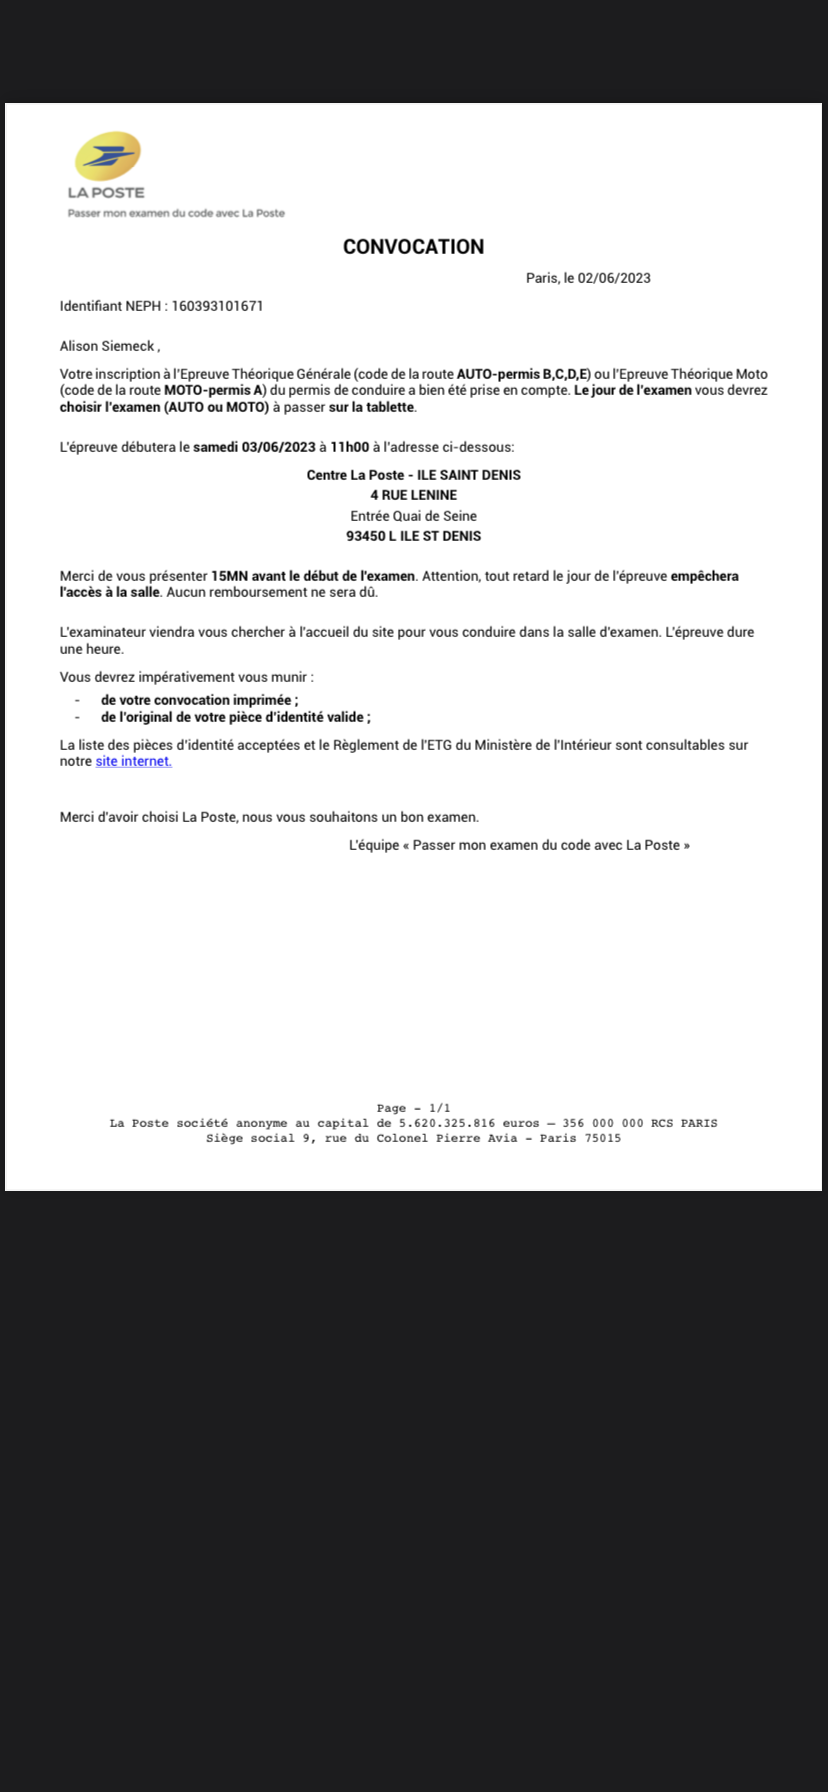 LA POSTE
Passer mon examen du code avec La Poste
CONVOCATION
Paris, le 02/06/2023
Identifiant NEPH : 160393101671
Alison Siemeck ,
Votre inscription à l'Epreuve Théorique Générale (code de la route AUTO-permis B,C,D,E) ou l'Epreuve Théorique Moto
(code de la route MOTO-permis A) du permis de conduire a bien été prise en compte. Le jour de l'examen vous devrez
choisir l'examen (AUTO ou MOTO) à passer sur la tablette.
L'épreuve débutera le samedi 03/06/2023 à 11h00 à l'adresse ci-dessous:
Centre La Poste - ILE SAINT DENIS
4 RUE LENINE
Entrée Quai de Seine
93450 L ILE ST DENIS
Merci de vous présenter 15MN avant le début de l'examen. Attention, tout retard le jour de l'épreuve empêchera
l'accès à la salle. Aucun remboursement ne sera dû.
L'examinateur viendra vous chercher à l'accueil du site pour vous conduire dans la salle d'examen. L'épreuve dure
une heure.
Vous devrez impérativement vous munir :
- de votre convocation imprimée ;
- de l'original de votre pièce d'identité valide ;
La liste des pièces d'identité acceptées et le Règlement de l'ETG du Ministère de l'Intérieur sont consultables sur
notre site internet.
Merci d'avoir choisi La Poste, nous vous souhaitons un bon examen.
L'équipe « Passer mon examen du code avec La Poste »
Page - 1/1
La Poste société anonyme au capital de 5.620.325.816 euros – 356 000 000 RCS PARIS
Siège social 9, rue du Colonel Pierre Avia - Paris 75015